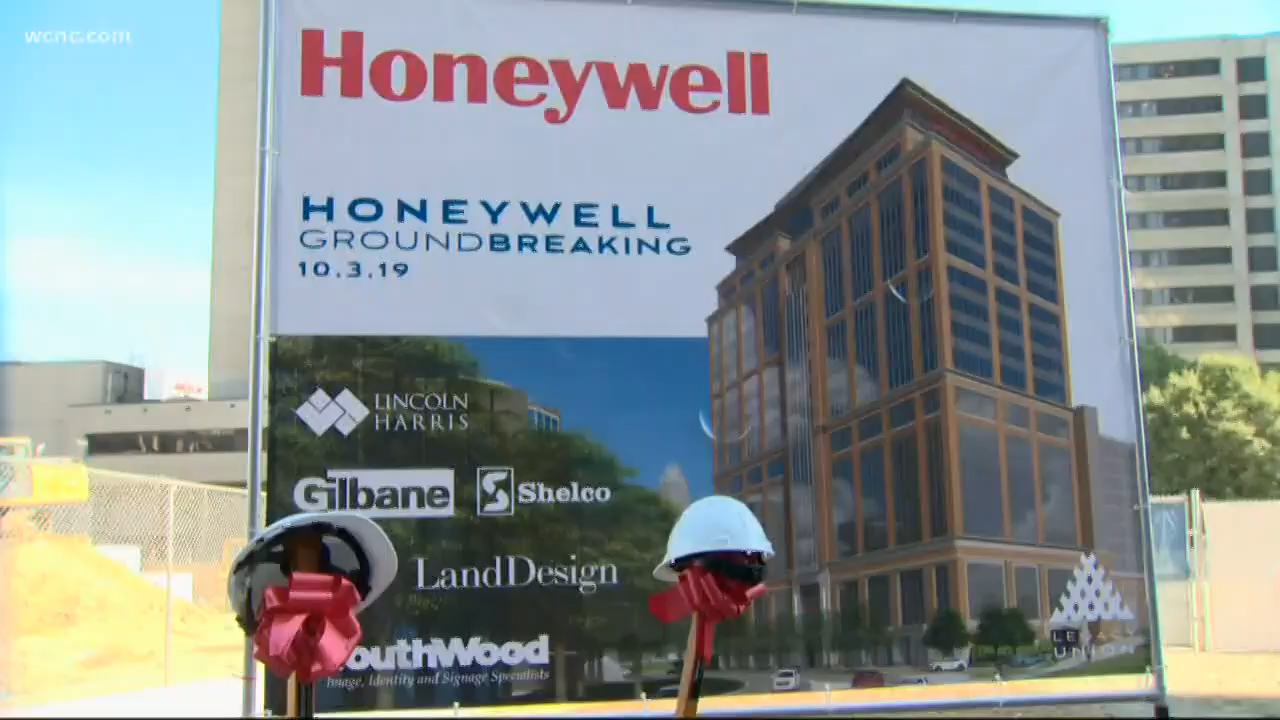 wcnc.com
Honeywell
HONEYWELL
GROUNDBREAKING
10.3.19
LINCOLN
HARRIS
Gilbane
Shelco
LandDesign
outhWood
Image, Identity and Signage Specialists
UNION